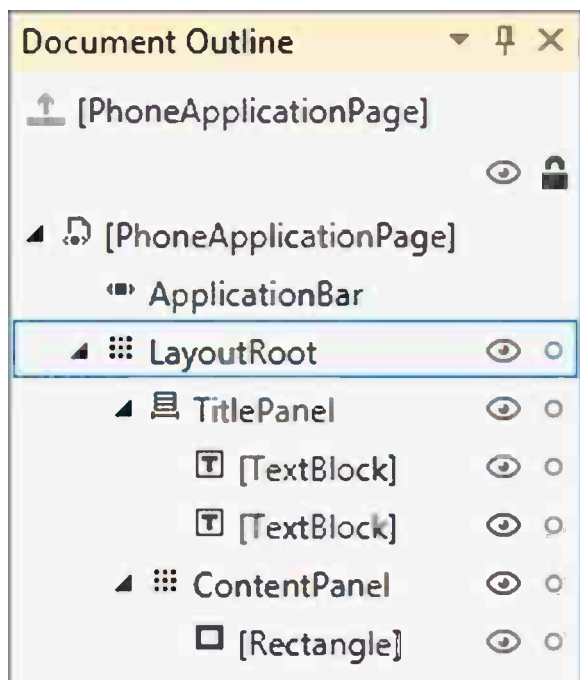 Document Outline
[PhoneApplicationPage]
[PhoneApplicationPage]
ApplicationBar
LayoutRoot
TitlePanel
[TextBlock]
[TextBlock]
ContentPanel
[Rectangle]